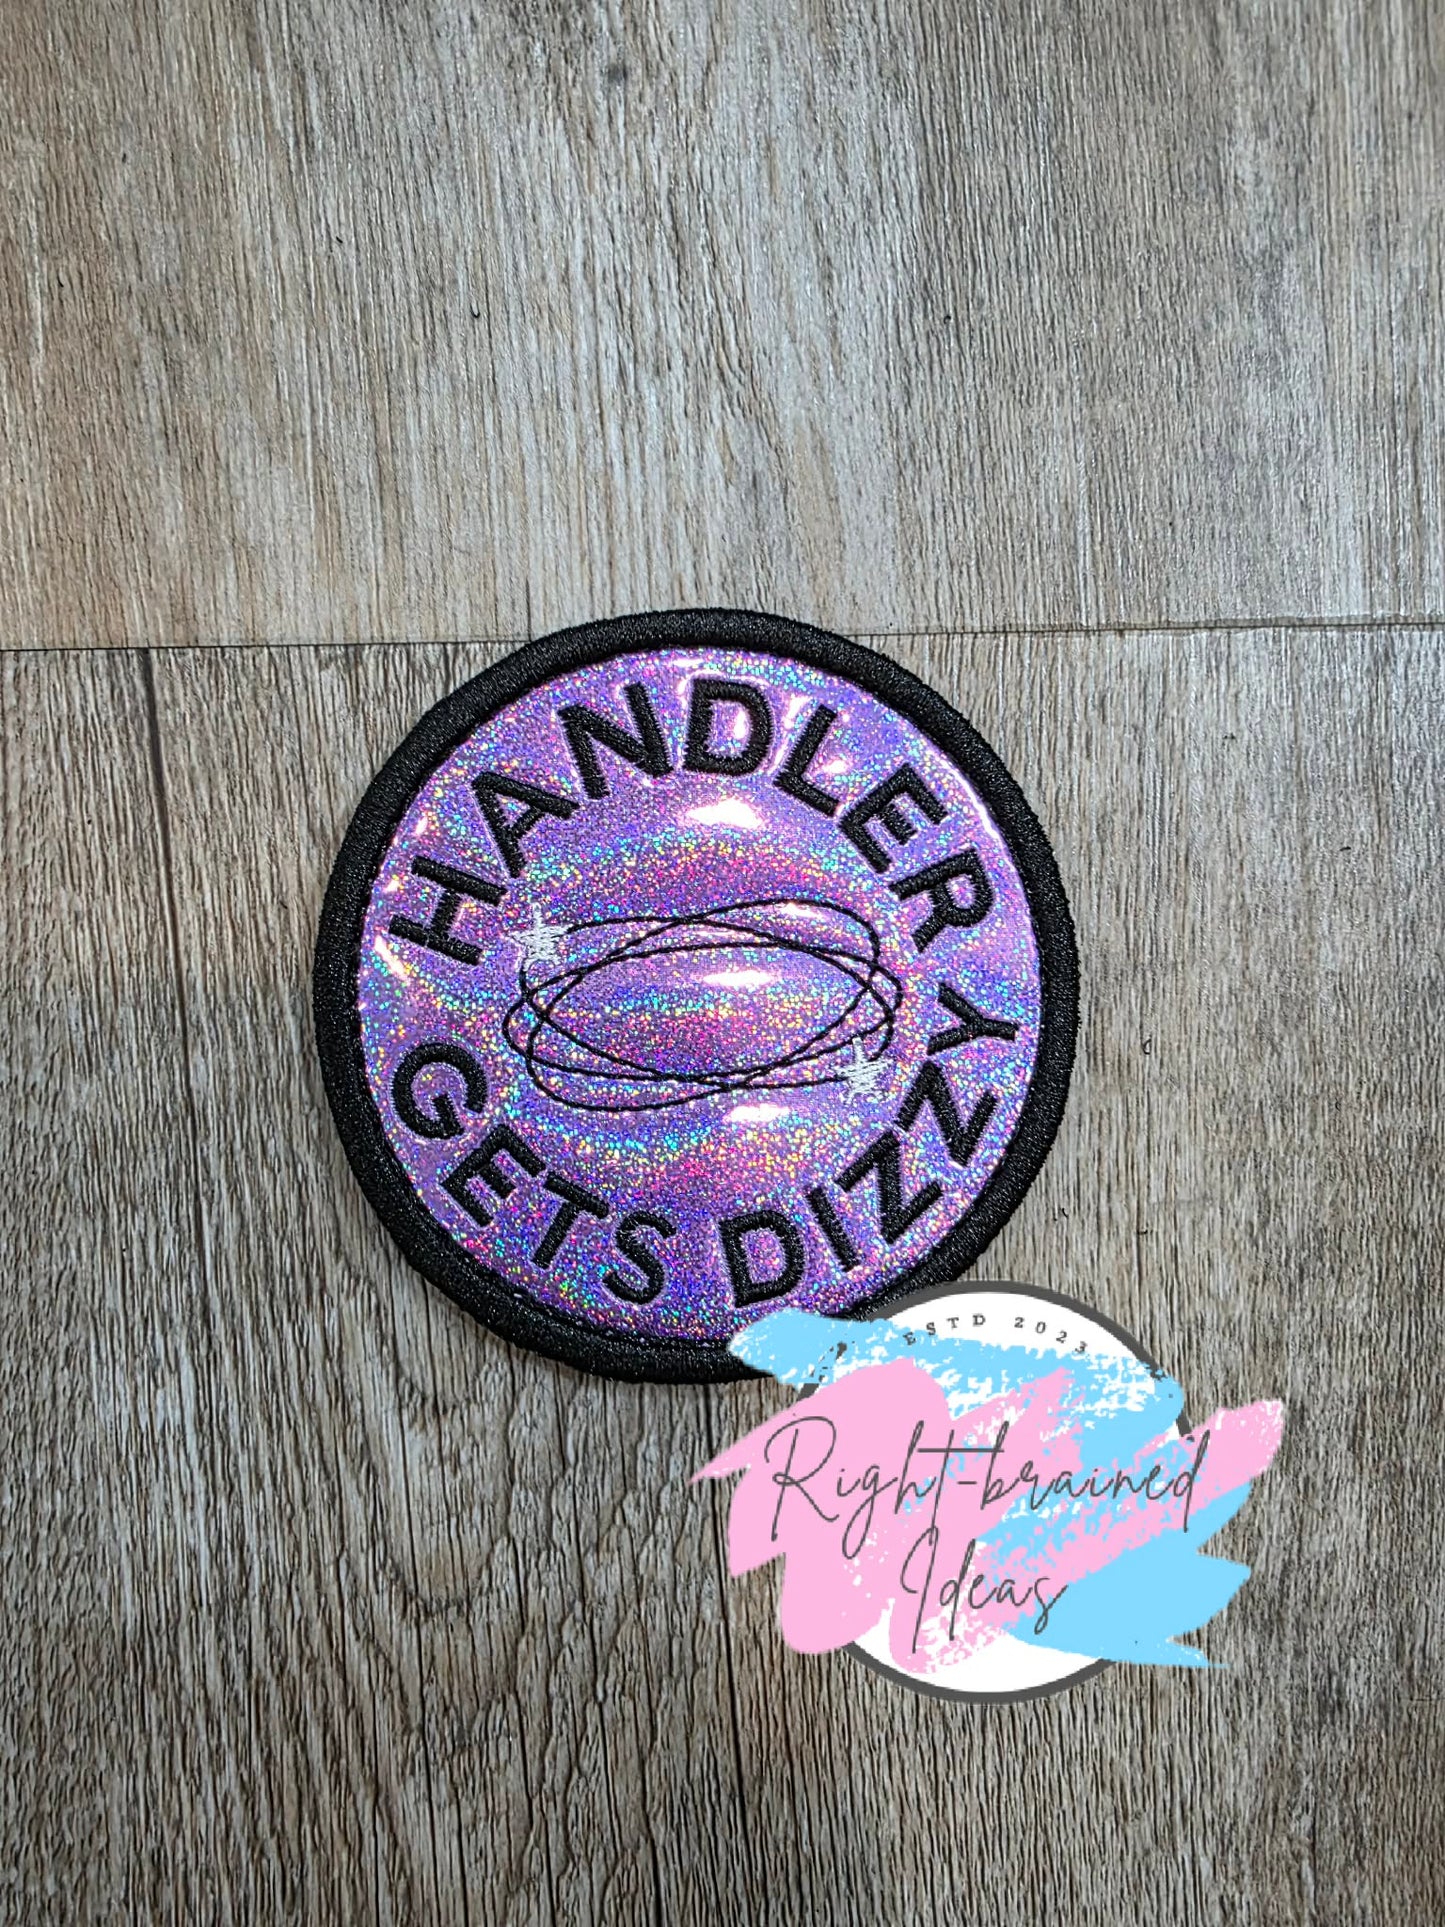 HANDLER
GETS DIZZY
ESTD 2023
Right-brained
Ideas